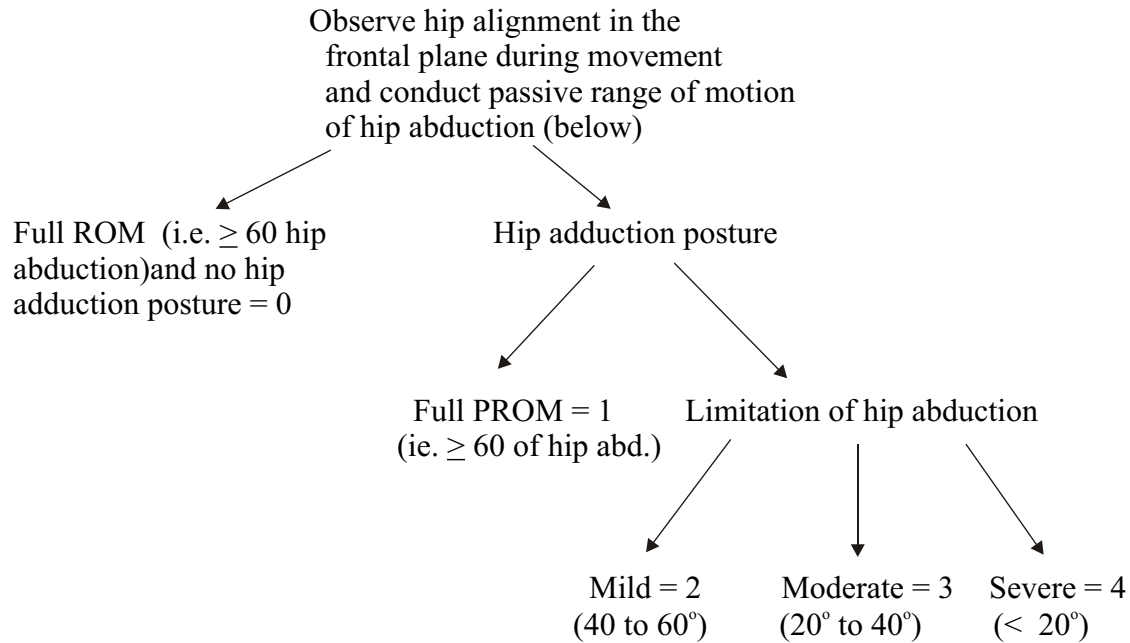 Observe hip alignment in the
frontal plane during movement
and conduct passive range of motion
of hip abduction (below)
Full ROM  (i.e. ≥ 60 hip
abduction)and no hip
adduction posture = 0
Hip adduction posture
Full PROM = 1
(ie. ≥ 60 of hip abd.)
Limitation of hip abduction
Mild = 2
(40 to 60°)
Moderate = 3
(20° to 40°)
Severe = 4
(<  20°)